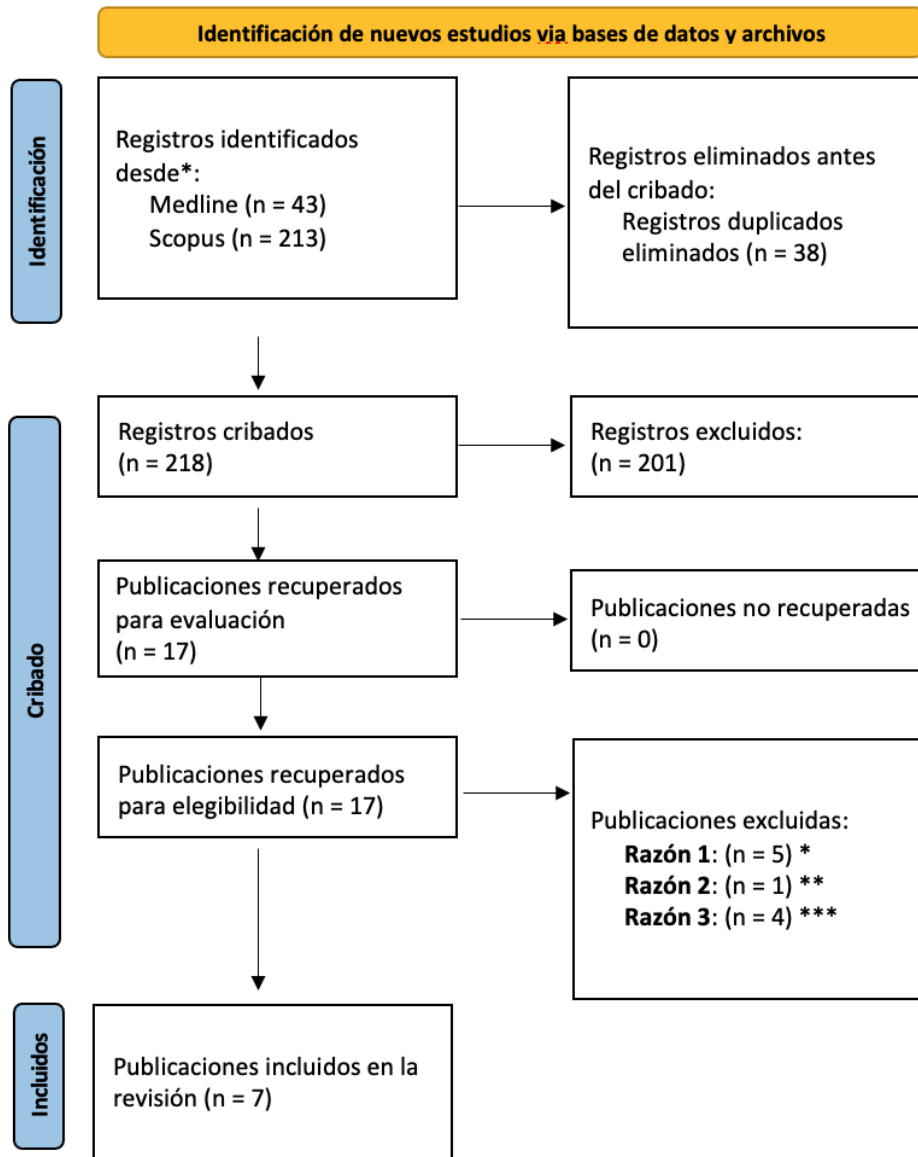 Identificación de nuevos estudios via bases de datos y archivos
Identificación
Registros identificados
desde*:
Medline (n = 43)
Scopus (n = 213)
Registros eliminados antes
del cribado:
Registros duplicados
eliminados (n = 38)
Cribado
Registros cribados
(n = 218)
Registros excluidos:
(n = 201)
Publicaciones recuperados
para evaluación
(n = 17)
Publicaciones no recuperadas
(n = 0)
Publicaciones recuperados
para elegibilidad (n = 17)
Publicaciones excluidas:
Razón 1: (n = 5) *
Razón 2: (n = 1) **
Razón 3: (n = 4) ***
Incluidos
Publicaciones incluidos en la
revisión (n = 7)